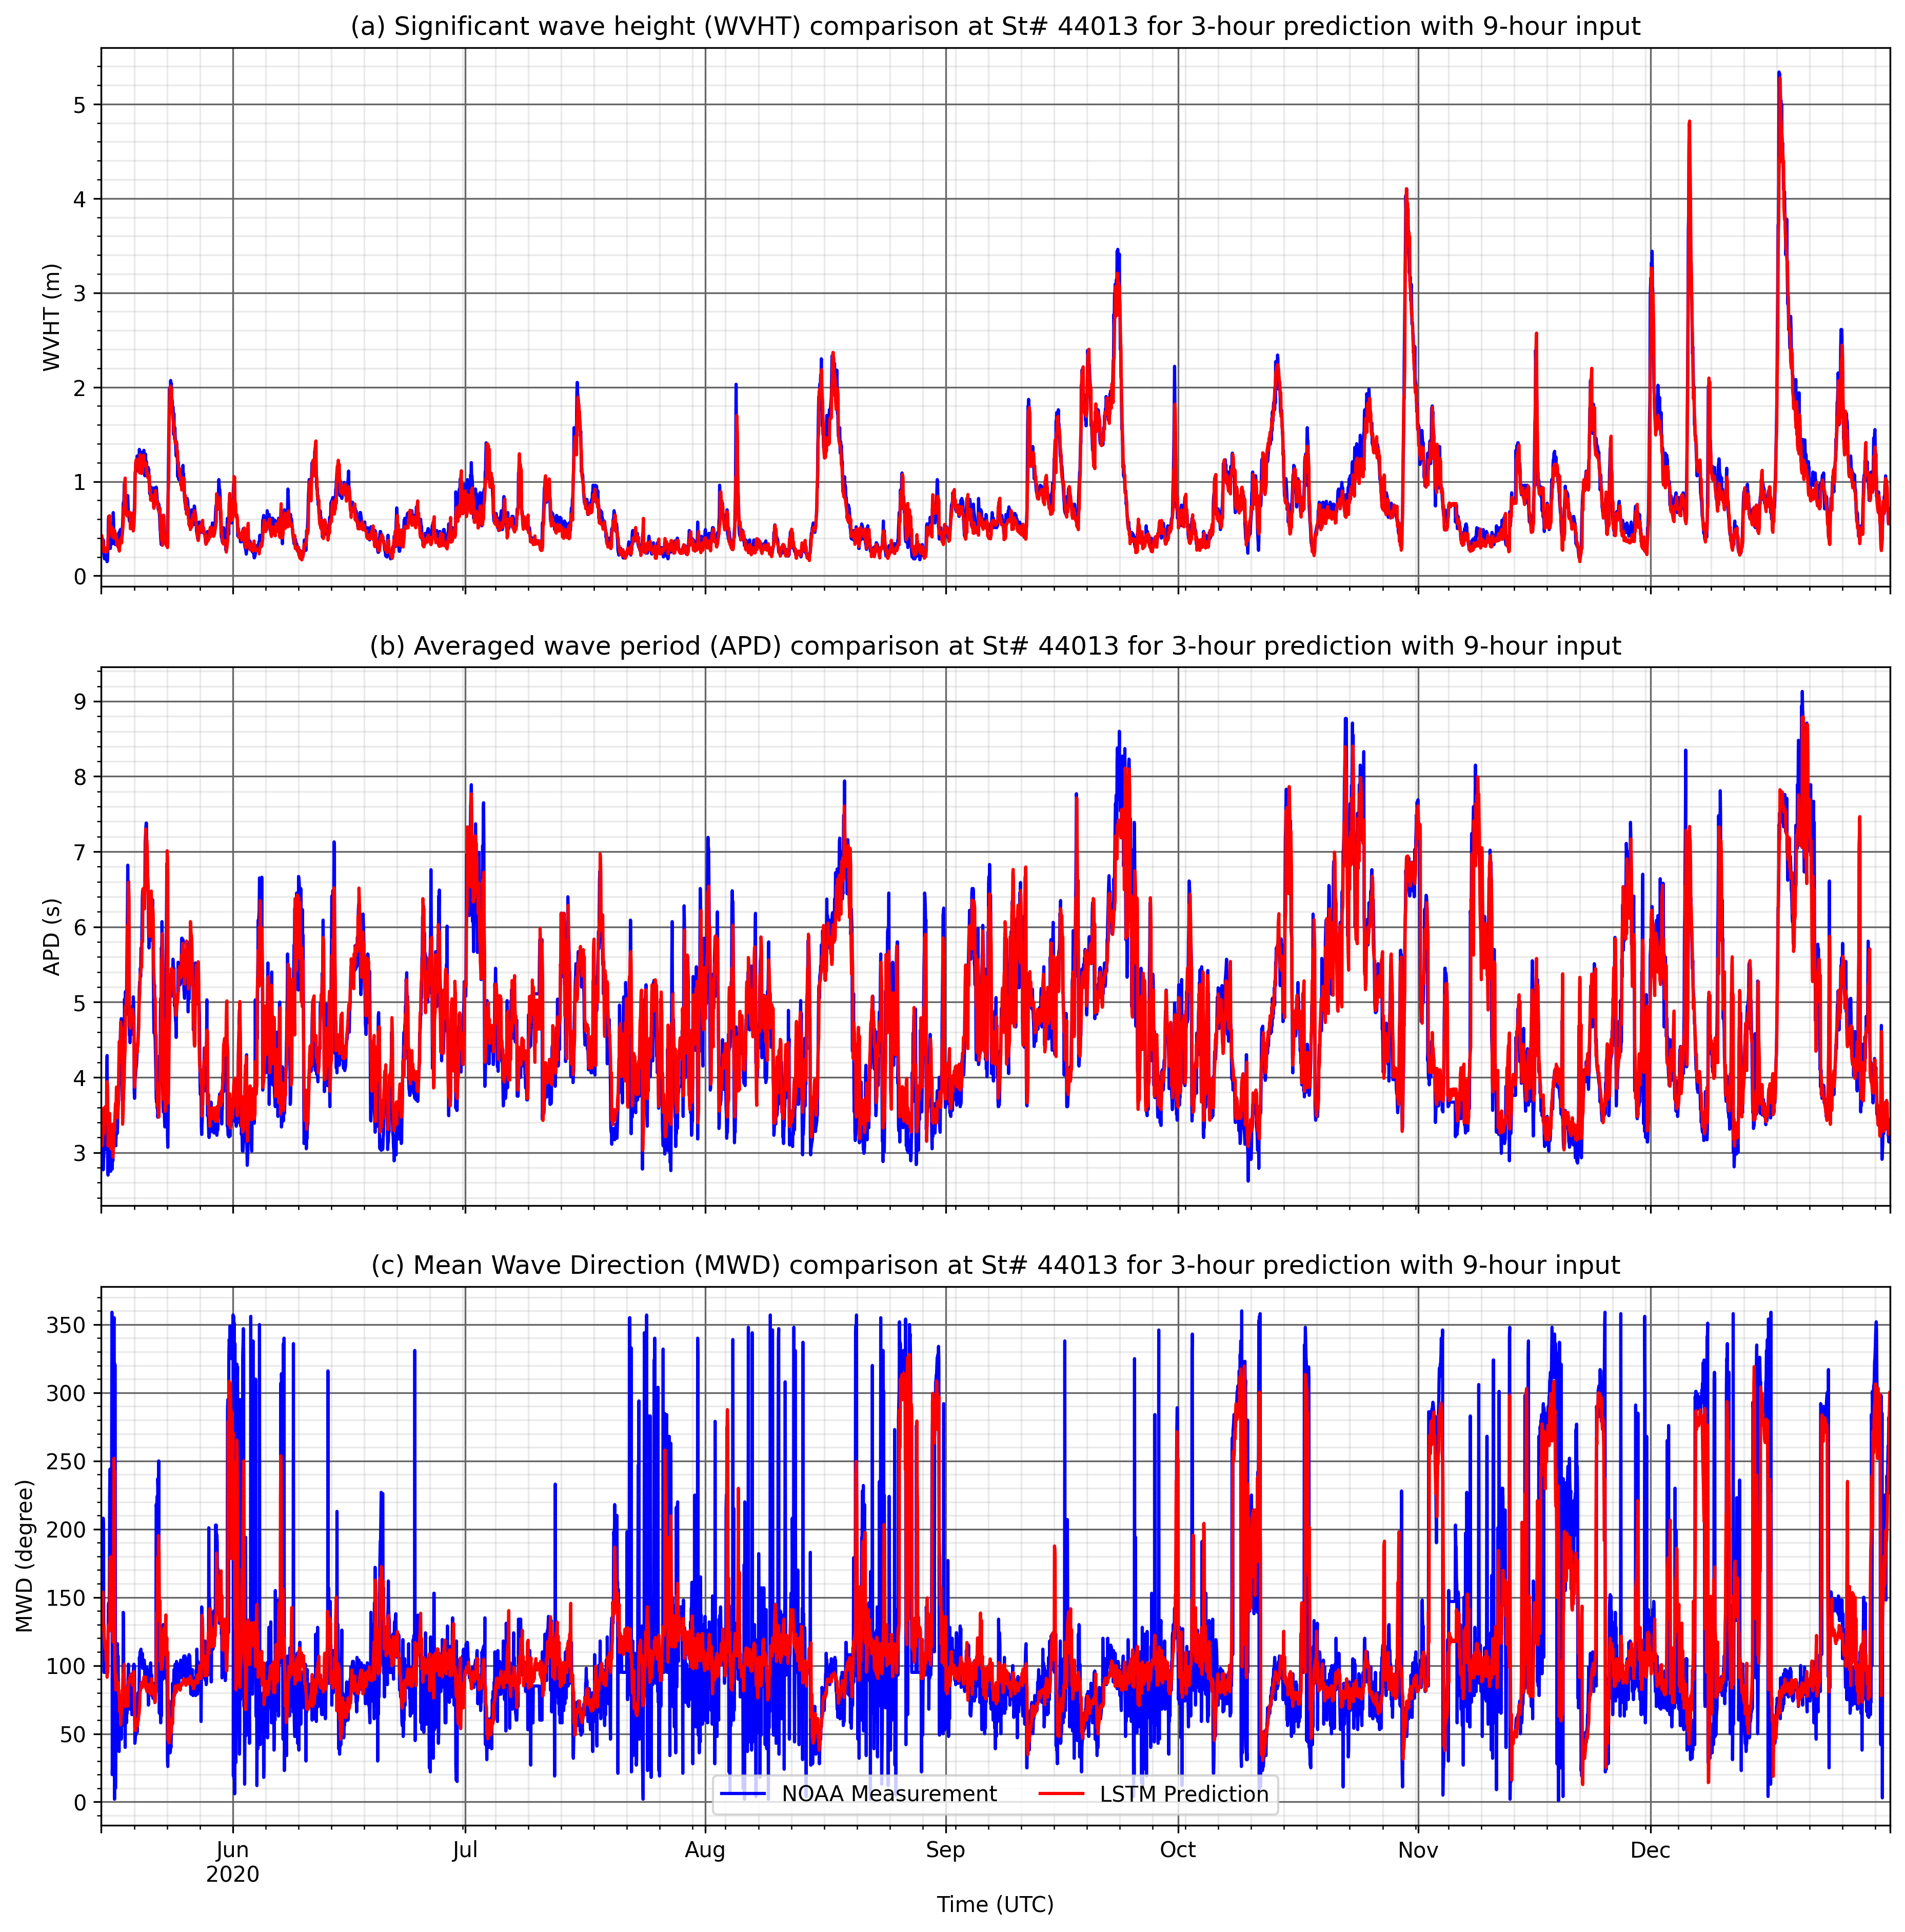 (a) Significant wave height (WVHT) comparison at St# 44013 for 3-hour prediction with 9-hour input
5
4
3
2
1
0
WVHT (m)
(b) Averaged wave period (APD) comparison at St# 44013 for 3-hour prediction with 9-hour input
9
8
7
6
5
4
3
APD (s)
(c) Mean Wave Direction (MWD) comparison at St# 44013 for 3-hour prediction with 9-hour input
350
300
250
200
150
100
50
0
MWD (degree)
NOAA Measurement LSTM Prediction
Jun Jul Aug Sep Oct Nov Dec
2020
Time (UTC)